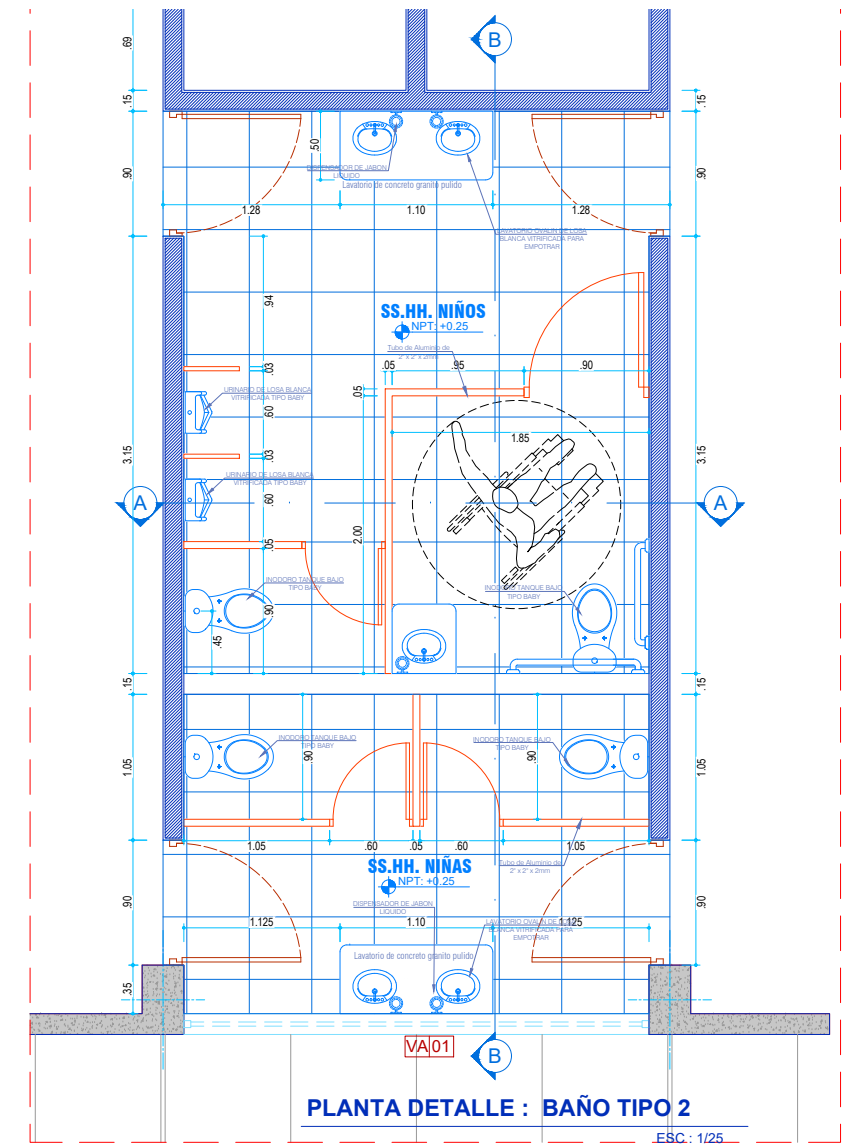 .69
B
.15
.15
.50
DISPENSADOR DE JABON
LIQUIDO
Lavatorio de concreto granito pulido
.90
.90
1.28
1.10
1.28
LAVATORIO OVALIN DE LOSA
BLANCA VITRIFICADA PARA
EMPOTRAR
.94
SS.HH. NIÑOS
NPT: +0.25
Tubo de Aluminio de
2" x 2" x 2mm
.03
.05
.05
.95
.90
URINARIO DE LOSA BLANCA
VITRIFICADA TIPO BABY
.60
1.85
3.15
.03
3.15
URINARIO DE LOSA BLANCA
VITRIFICADA TIPO BABY
A
.60
A
.05
2.00
INODORO TANQUE BAJO
TIPO BABY
INODORO TANQUE BAJO
TIPO BABY
.90
.45
.15
.15
INODORO TANQUE BAJO
TIPO BABY
INODORO TANQUE BAJO
TIPO BABY
1.05
.90
.90
1.05
1.05
.60
.05
.60
1.05
SS.HH. NIÑAS
NPT: +0.25
Tubo de Aluminio de
2" x 2" x 2mm
.90
.90
DISPENSADOR DE JABON
LIQUIDO
1.125
1.10
1.125
LAVATORIO OVALIN DE LOSA
BLANCA VITRIFICADA PARA
EMPOTRAR
Lavatorio de concreto granito pulido
.35
VA 01
B
PLANTA DETALLE : BAÑO TIPO 2
ESC.: 1/25